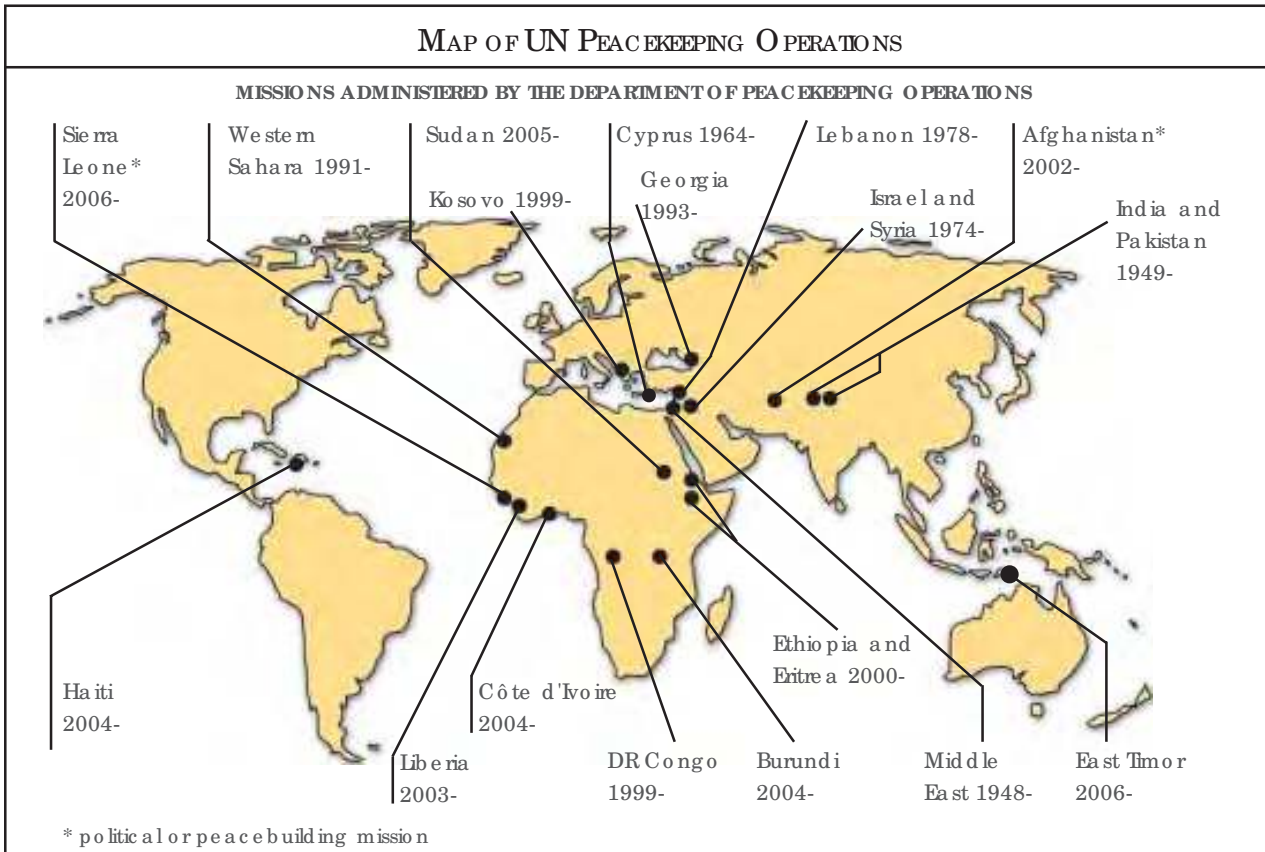 MAP OF UN PEACEKEEPING OPERATIONS
MISSIONS ADMINISTERED BY THE DEPARTMENT OF PEACEKEEPING OPERATIONS
Sierra
Leone*
2006-
Western
Sahara 1991-
Sudan 2005-
Cyprus 1964-
Lebanon 1978-
Afghanistan*
2002-
Kosovo 1999-
Georgia
1993-
Israel and
Syria 1974-
India and
Pakistan
1949-
Haiti
2004-
Côte d'Ivoire
2004-
Ethiopia and
Eritrea 2000-
Liberia
2003-
DR Congo
1999-
Burundi
2004-
Middle
East 1948-
East Timor
2006-
* political or peacebuilding mission